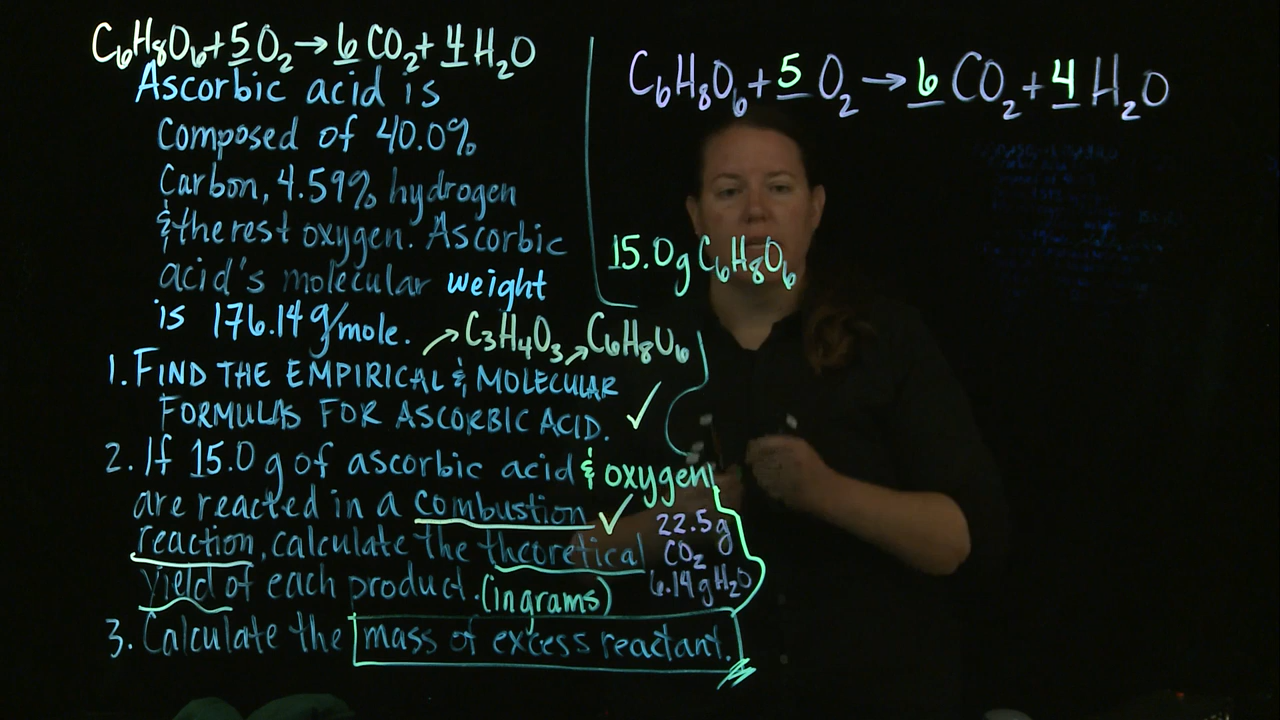 C6H8O6 + 5 O2 → 6 CO2 + 4 H2O
Ascorbic acid is
composed of 40.0%
Carbon, 4.59% hydrogen
& the rest oxygen. Ascorbic
acid's molecular weight
is 176.14 g/mole.
→ C3H4O3 → C6H8O6
1. FIND THE EMPIRICAL & MOLECULAR
FORMULAS FOR ASCORBIC ACID. ✓
2. If 15.0 g of ascorbic acid & oxygen
are reacted in a combustion ✓
reaction, calculate the theoretical
yield of each product. (in grams)
22.5g
CO2
6.14 g H2O
3. Calculate the mass of excess reactant.
C6H8O6 + 5 O2 → 6 CO2 + 4 H2O
15.0g C6H8O6